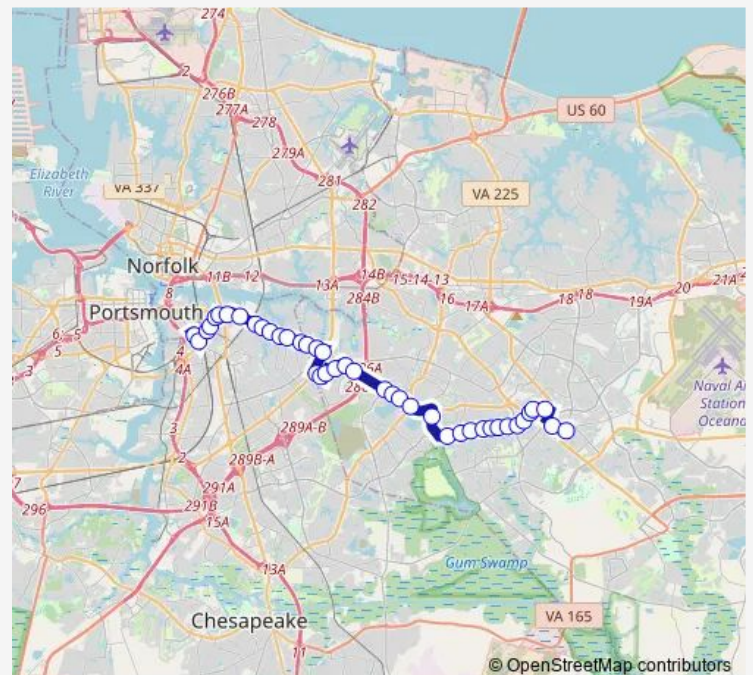 274
2
276B
277A
278
279A
US 60
Elizabeth
River
VA 337
281
VA 225
282
Norfolk
11B
12
13A
14B
15-14-13
284B
16
17A
18
18
19A
20
21A
8
Portsmouth
6
5
5
3
4
4A
Naval Ai
Station
Oceana
3
289A-B
289B-A
2
7
296
291A
291B
15A
Gum Swamp
13A
VA 165
Chesapeake
11
© OpenStreetMap contributors